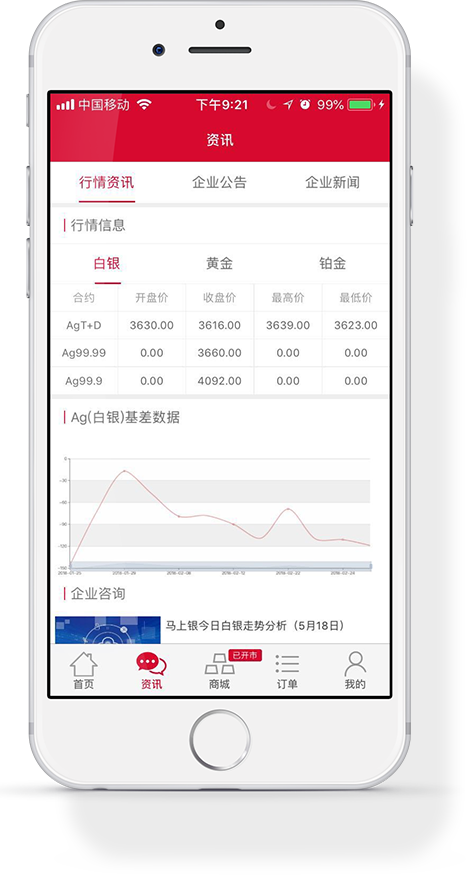 中国移动 下午9:21 99%
资讯
行情资讯 企业公告 企业新闻
行情信息
白银 黄金 铂金
合约 开盘价 收盘价 最高价 最低价
AgT+D 3630.00 3616.00 3639.00 3623.00
Ag99.99 0.00 3660.00 0.00 0.00
Ag99.9 0.00 4092.00 0.00 0.00
Ag(白银)基差数据
0
企业咨询
马上银今日白银走势分析（5月18日）
已开市
首页 资讯 商城 订单 我的